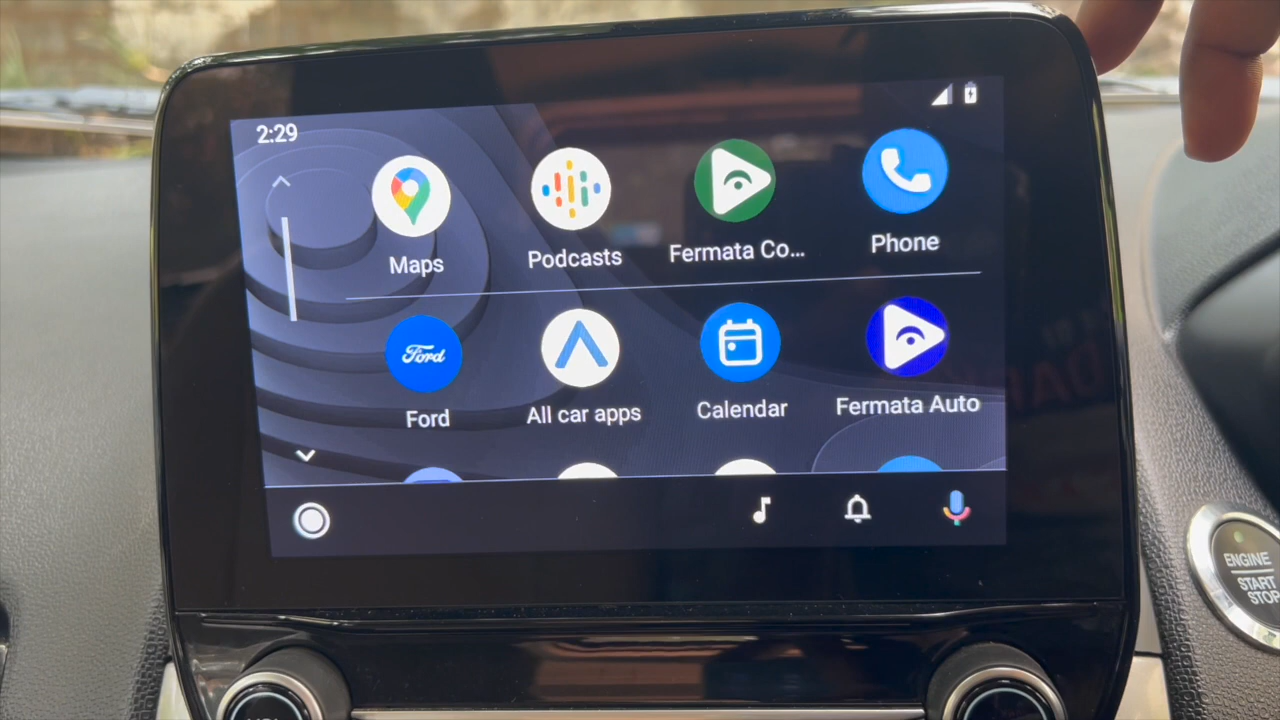 2:29
Maps
Podcasts
Fermata Co...
Phone
Ford
Ford
All car apps
Calendar
Fermata Auto
ENGINE
START
STOP